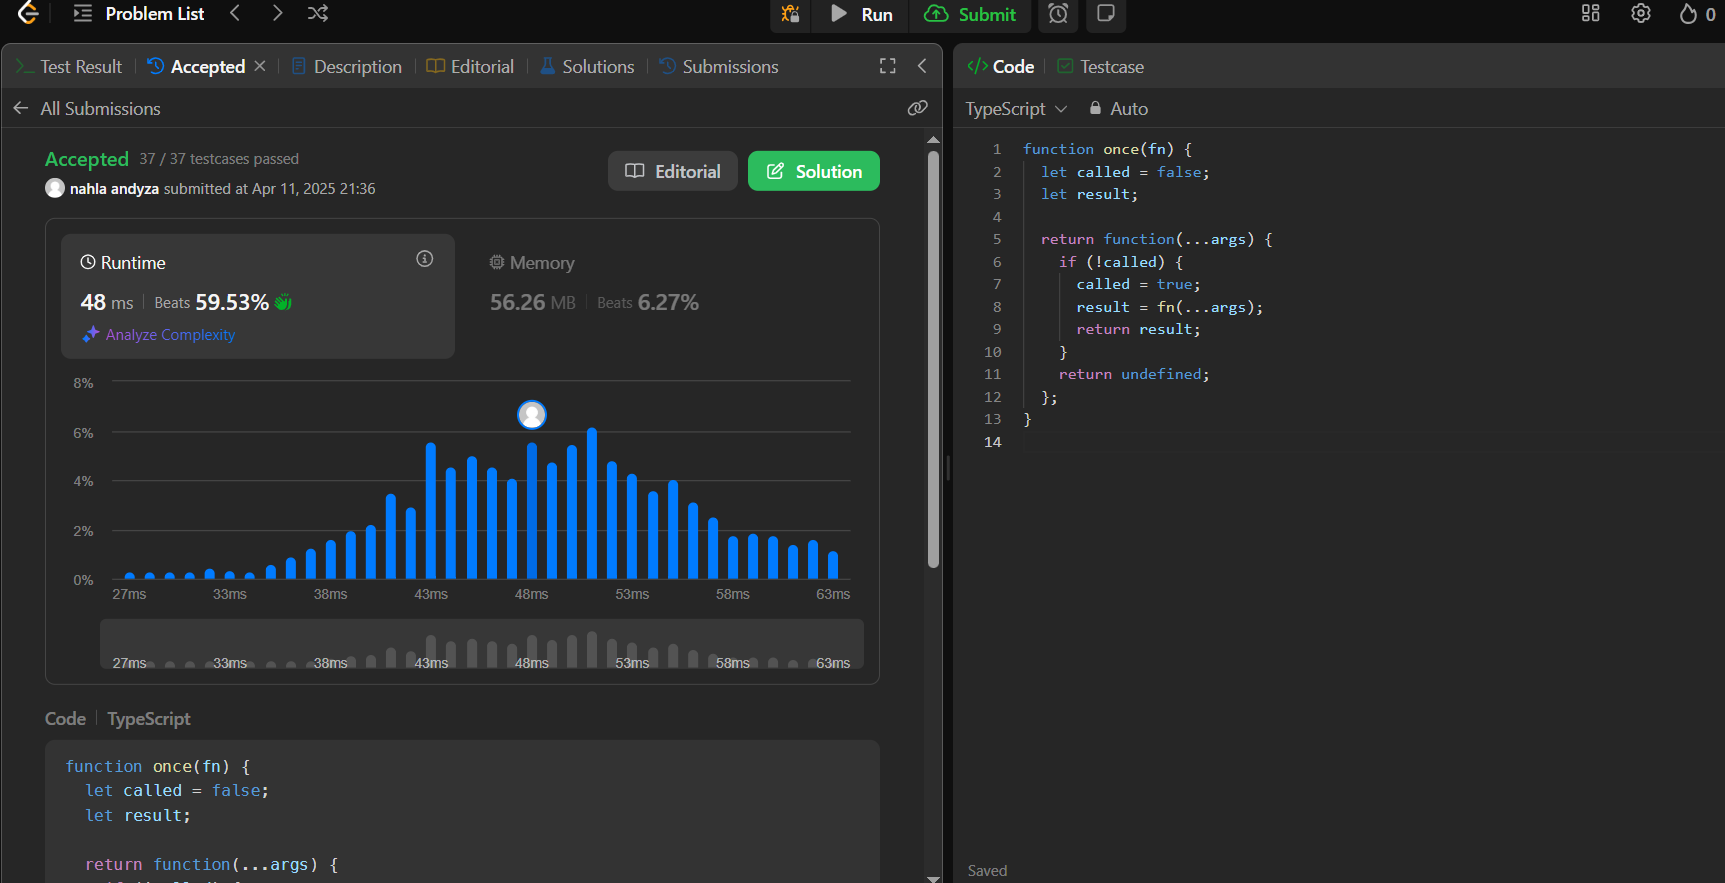 Problem List
Run
Submit
0
Test Result
Accepted
Description
Editorial
Solutions
Submissions
Code
Testcase
All Submissions
TypeScript
Auto
Accepted 37 / 37 testcases passed
nahla andyza submitted at Apr 11, 2025 21:36
Editorial
Solution
Runtime
48 ms Beats 59.53%
Analyze Complexity
Memory
56.26 MB Beats 6.27%
8%
6%
4%
2%
0%
27ms 33ms 38ms 43ms 48ms 53ms 58ms 63ms
27ms 33ms 38ms 43ms 48ms 53ms 58ms 63ms
Code TypeScript
function once(fn) {
let called = false;
let result;
return function(...args) {
1 function once(fn) {
2 let called = false;
3 let result;
4
5 return function(...args) {
6 if (!called) {
7 called = true;
8 result = fn(...args);
9 return result;
10 }
11 return undefined;
12 };
13 }
14
Saved